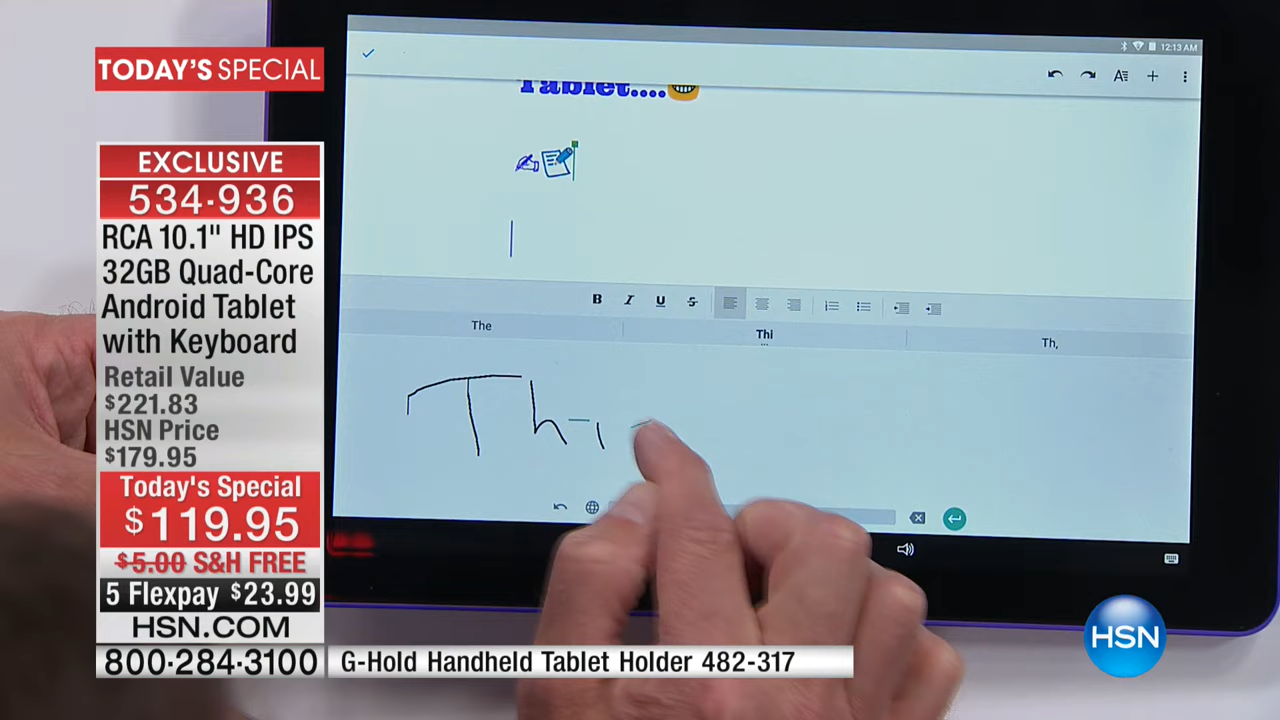 TODAY'S SPECIAL
EXCLUSIVE
534-936
RCA 10.1" HD IPS
32GB Quad-Core
Android Tablet
with Keyboard
Retail Value
$221.83
HSN Price
$179.95
Today's Special
$119.95
$5.00 S&H FREE
5 Flexpay $23.99
HSN.COM
800-284-3100
G-Hold Handheld Tablet Holder 482-317
HSN
12:13 AM
Tablet....
B I U S
The
Thi
Th,
Thi